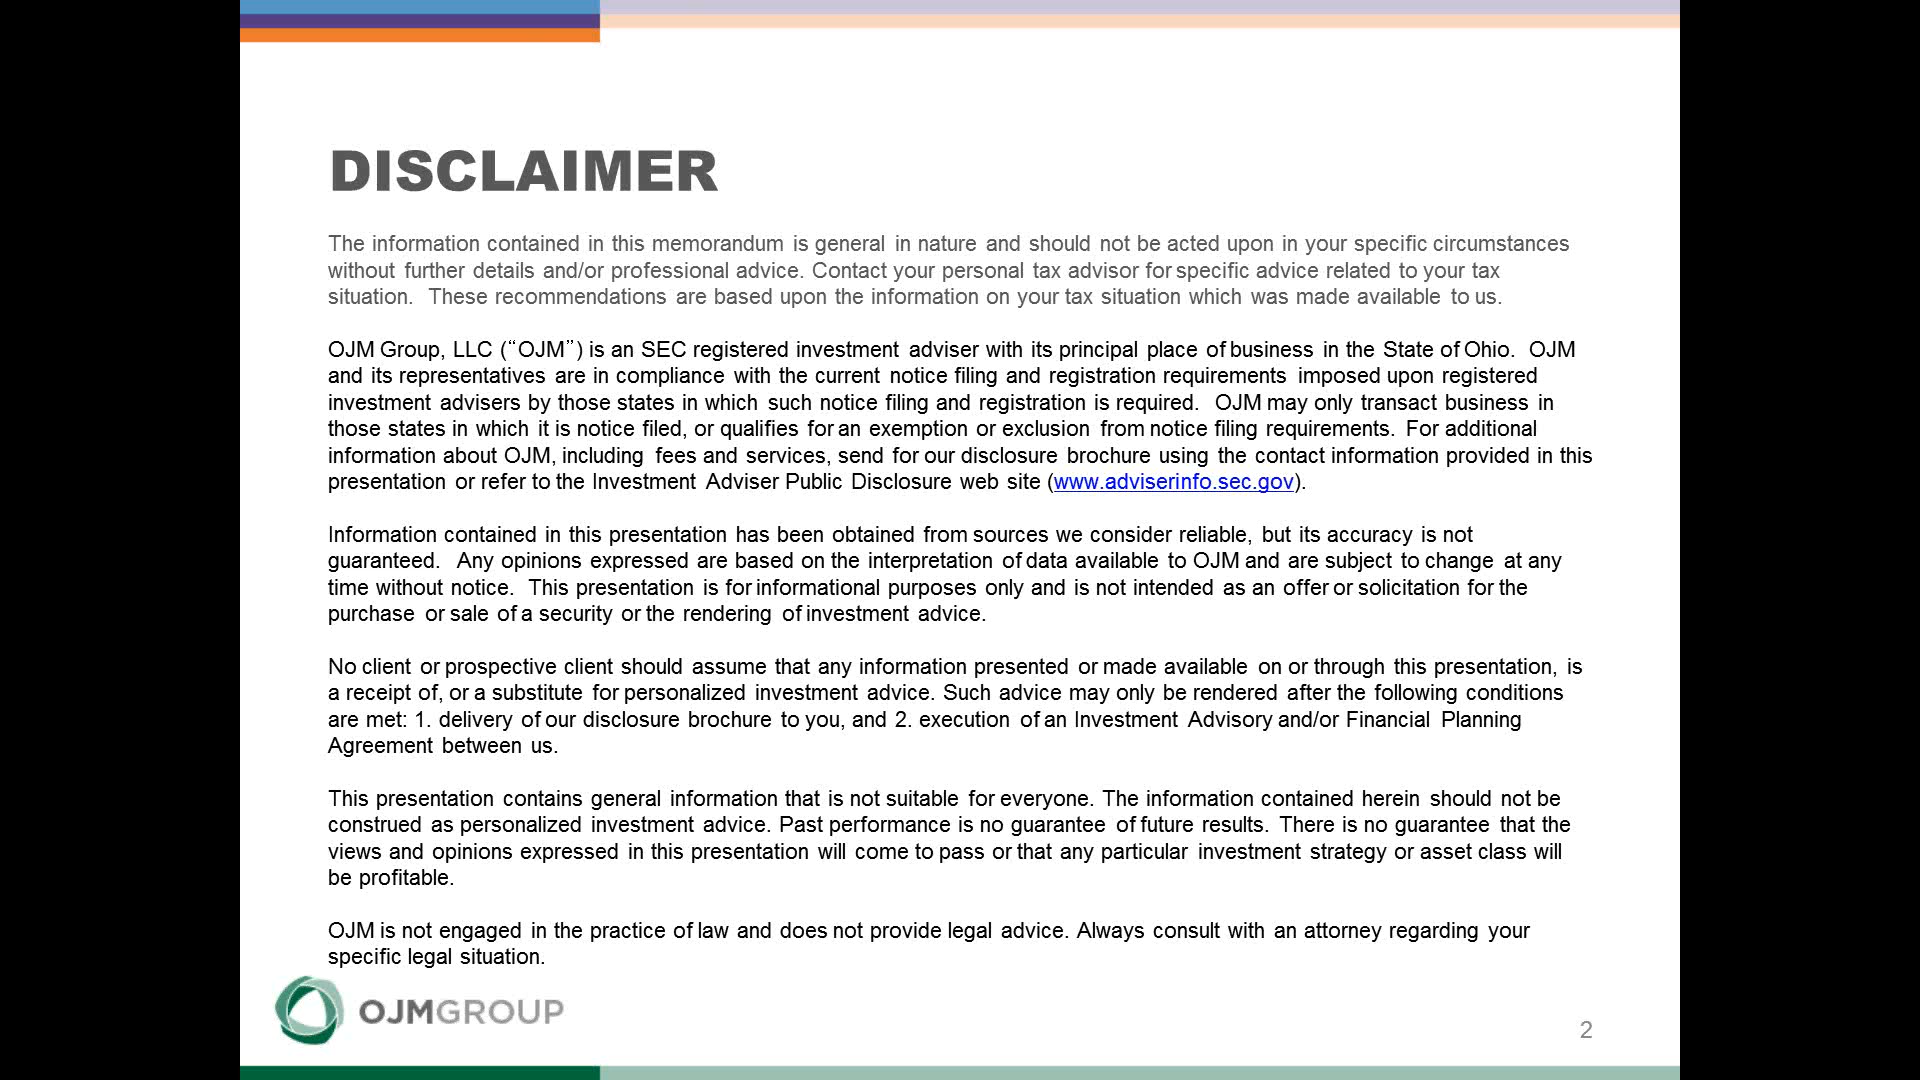 DISCLAIMER
The information contained in this memorandum is general in nature and should not be acted upon in your specific circumstances
without further details and/or professional advice. Contact your personal tax advisor for specific advice related to your tax
situation.  These recommendations are based upon the information on your tax situation which was made available to us.
OJM Group, LLC (“OJM”) is an SEC registered investment adviser with its principal place of business in the State of Ohio.  OJM
and its representatives are in compliance with the current notice filing and registration requirements imposed upon registered
investment advisers by those states in which such notice filing and registration is required.  OJM may only transact business in
those states in which it is notice filed, or qualifies for an exemption or exclusion from notice filing requirements.  For additional
information about OJM, including fees and services, send for our disclosure brochure using the contact information provided in this
presentation or refer to the Investment Adviser Public Disclosure web site (www.adviserinfo.sec.gov).
Information contained in this presentation has been obtained from sources we consider reliable, but its accuracy is not
guaranteed.  Any opinions expressed are based on the interpretation of data available to OJM and are subject to change at any
time without notice.  This presentation is for informational purposes only and is not intended as an offer or solicitation for the
purchase or sale of a security or the rendering of investment advice.
No client or prospective client should assume that any information presented or made available on or through this presentation, is
a receipt of, or a substitute for personalized investment advice. Such advice may only be rendered after the following conditions
are met: 1. delivery of our disclosure brochure to you, and 2. execution of an Investment Advisory and/or Financial Planning
Agreement between us.
This presentation contains general information that is not suitable for everyone. The information contained herein should not be
construed as personalized investment advice. Past performance is no guarantee of future results.  There is no guarantee that the
views and opinions expressed in this presentation will come to pass or that any particular investment strategy or asset class will
be profitable.
OJM is not engaged in the practice of law and does not provide legal advice. Always consult with an attorney regarding your
specific legal situation.
OJMGROUP
2